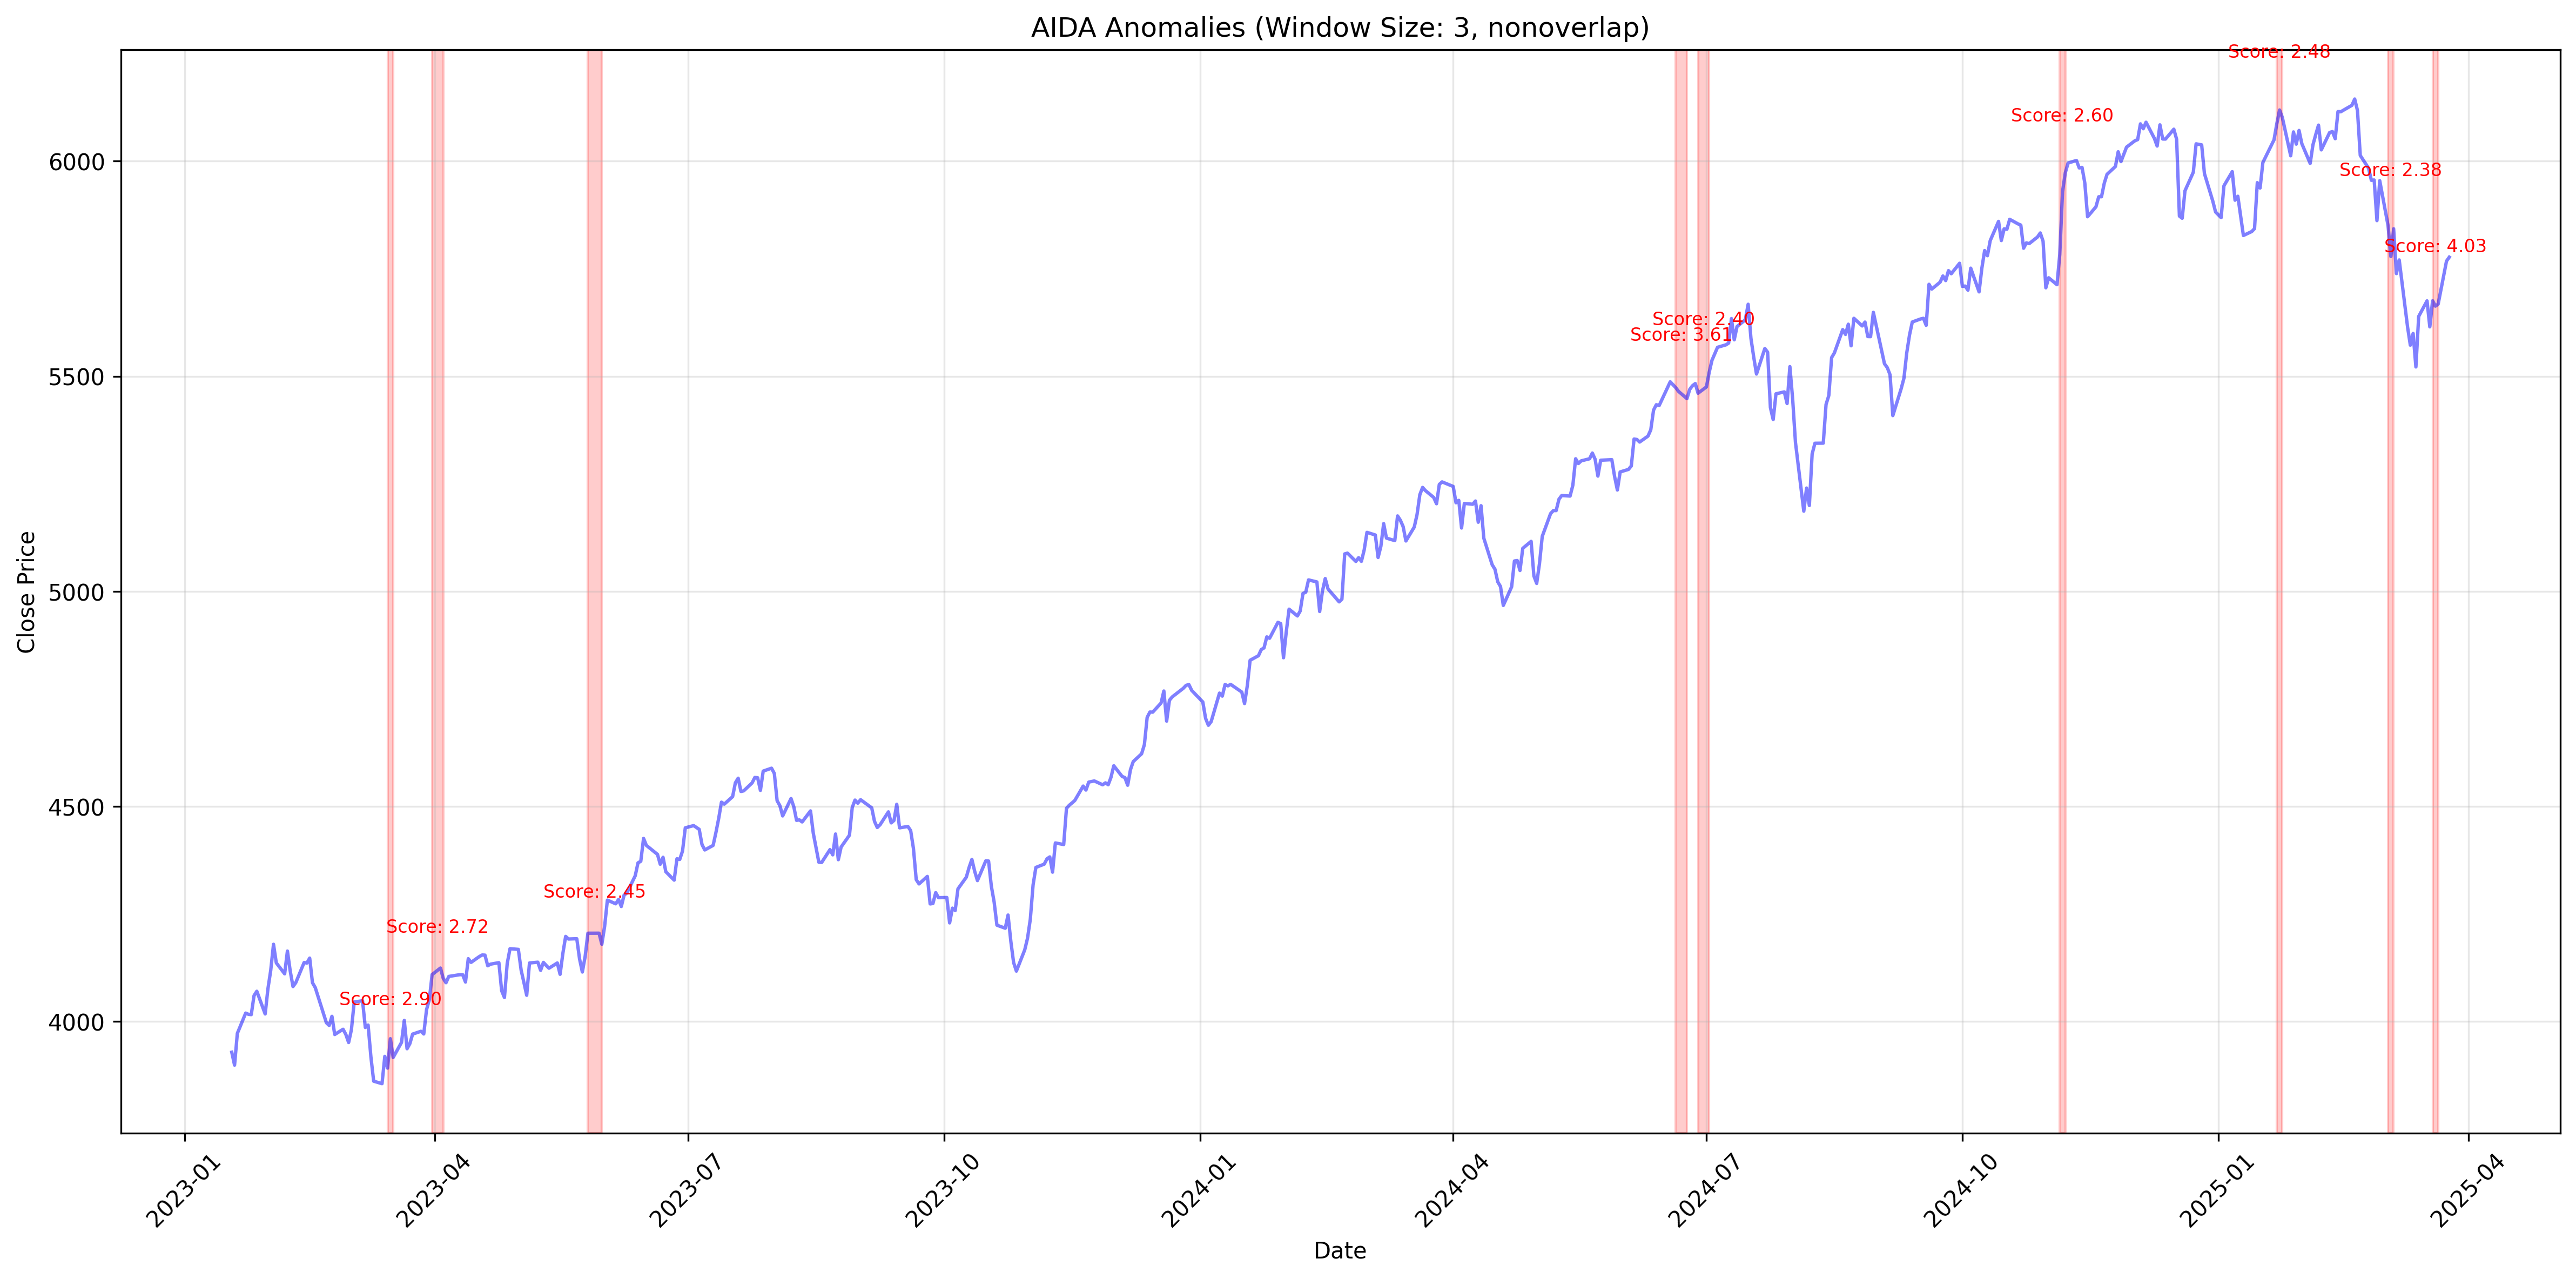 AIDA Anomalies (Window Size: 3, nonoverlap)
Score: 2.48
Score: 2.60
Score: 2.38
Score: 4.03
Score: 2.40
Score: 3.61
Score: 2.45
Score: 2.72
Score: 2.90
Close Price
6000
5500
5000
4500
4000
2023-01
2023-04
2023-07
2023-10
2024-01
2024-04
2024-07
2024-10
2025-01
2025-04
Date